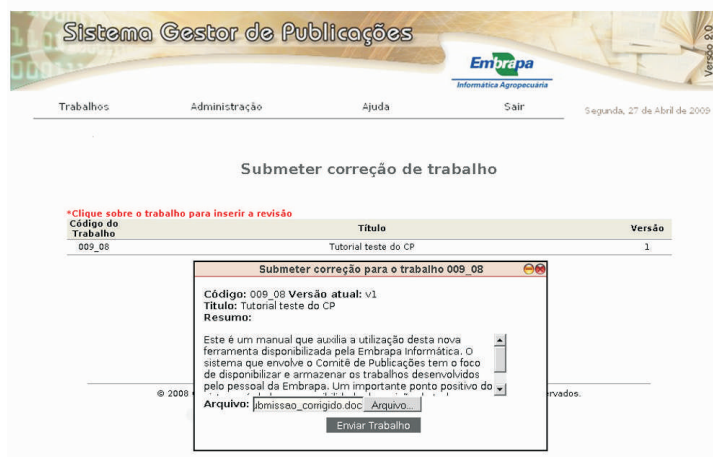 Sistema Gestor de Publicações
Versão 2.0
Embrapa
Informática Agropecuária
Trabalhos Administração Ajuda Sair
Segunda, 27 de Abril de 2009
Submeter correção de trabalho
*Clique sobre o trabalho para inserir a revisão
Código do
Trabalho Título Versão
009_08 Tutorial teste do CP 1
Submeter correção para o trabalho 009_08
Código: 009_08 Versão atual: v1
Titulo: Tutorial teste do CP
Resumo:
Este é um manual que auxilia a utilização desta nova
ferramenta disponibilizada pela Embrapa Informática. O
sistema que envolve o Comitê de Publicações tem o foco
de disponibilizar e armazenar os trabalhos desenvolvidos
pelo pessoal da Embrapa. Um importante ponto positivo do
© 2008
Arquivo: ubmissao_corrigido.doc Arquivo...
Enviar Trabalho